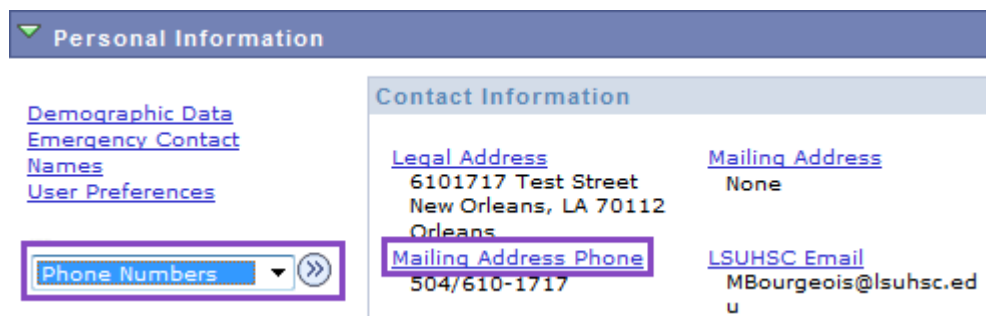 Personal Information
Demographic Data
Emergency Contact
Names
User Preferences
Phone Numbers
Contact Information
Legal Address
6101717 Test Street
New Orleans, LA 70112
Orleans
Mailing Address Phone
504/610-1717
Mailing Address
None
LSUHSC Email
MBourgeois@lsuhsc.ed
u